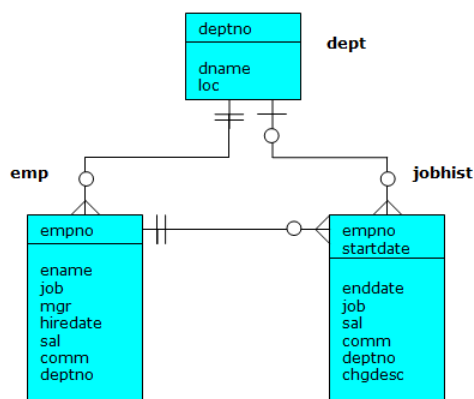 deptno
dept
dname
loc
emp
jobhist
empno
ename
job
mgr
hiredate
sal
comm
deptno
empno
startdate
enddate
job
sal
comm
deptno
chgdesc